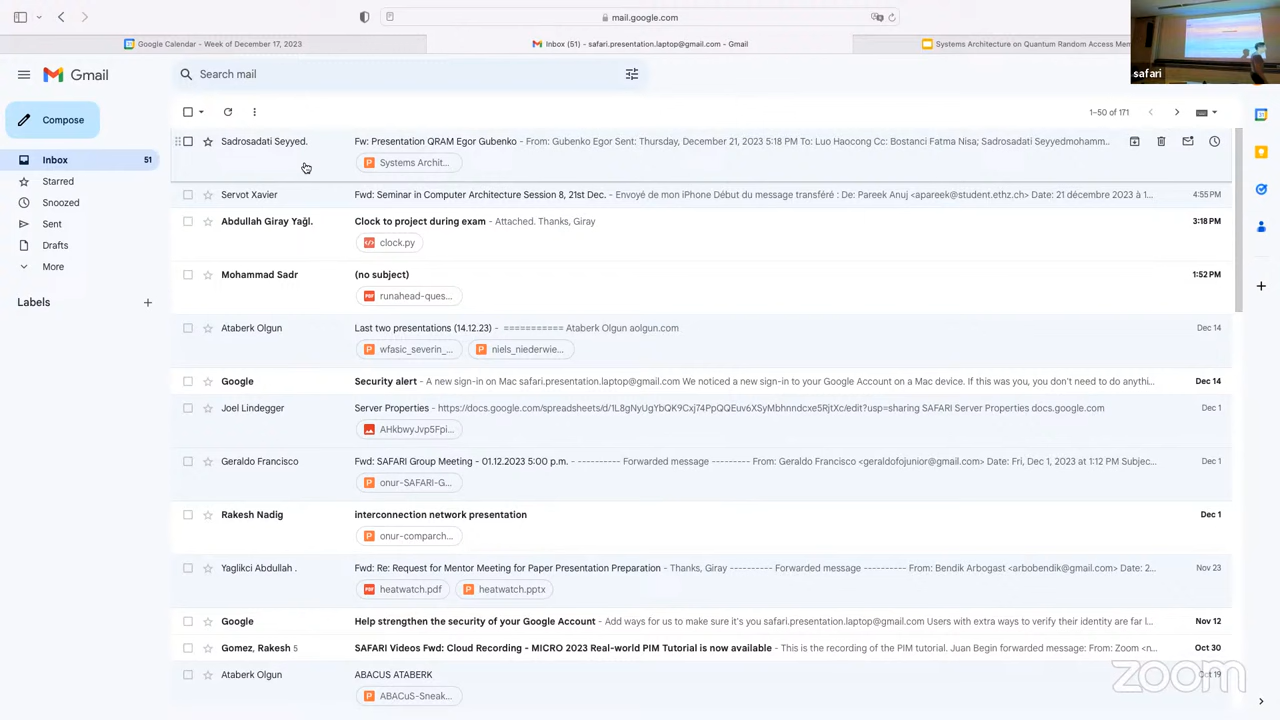 mail.google.com
Google Calendar - Week of December 17, 2023
Inbox (51) - safari.presentation.laptop@gmail.com - Gmail
Systems Architecture on Quantum Random Access Mem
safari
Gmail
Search mail
Compose
1–50 of 171
Inbox 51
Starred
Snoozed
Sent
Drafts
More
Labels
Sadrosadati Seyyed. Fw: Presentation QRAM Egor Gubenko - From: Gubenko Egor Sent: Thursday, December 21, 2023 5:18 PM To: Luo Haocong Cc: Bostanci Fatma Nisa; Sadrosadati Seyyedmohamm...
Systems Archit...
Servot Xavier Fwd: Seminar in Computer Architecture Session 8, 21st Dec. - Envoyé de mon iPhone Début du message transféré : De: Pareek Anuj <apareek@student.ethz.ch> Date: 21 décembre 2023 à 1... 4:55 PM
Abdullah Giray Yağl. Clock to project during exam - Attached. Thanks, Giray 3:18 PM
clock.py
Mohammad Sadr (no subject) 1:52 PM
runahead-ques...
Ataberk Olgun Last two presentations (14.12.23) - =========== Ataberk Olgun aolgun.com Dec 14
wfasic_severin_... niels_niederwie...
Google Security alert - A new sign-in on Mac safari.presentation.laptop@gmail.com We noticed a new sign-in to your Google Account on a Mac device. If this was you, you don't need to do anythi... Dec 14
Joel Lindegger Server Properties - https://docs.google.com/spreadsheets/d/1L8gNyUgYbQK9Cxj74PpQQEuv6XSyMbhnndcxe5RjtXc/edit?usp=sharing SAFARI Server Properties docs.google.com Dec 1
AHkbwyJvp5Fpi...
Geraldo Francisco Fwd: SAFARI Group Meeting - 01.12.2023 5:00 p.m. - ---------- Forwarded message --------- From: Geraldo Francisco <geraldofojunior@gmail.com> Date: Fri, Dec 1, 2023 at 1:12 PM Subjec... Dec 1
onur-SAFARI-G...
Rakesh Nadig interconnection network presentation Dec 1
onur-comparch...
Yaglikci Abdullah . Fwd: Re: Request for Mentor Meeting for Paper Presentation Preparation - Thanks, Giray ---------- Forwarded message ---------- From: Bendik Arbogast <arbobendik@gmail.com> Date: 2... Nov 23
heatwatch.pdf heatwatch.pptx
Google Help strengthen the security of your Google Account - Add ways for us to make sure it's you safari.presentation.laptop@gmail.com Users with extra ways to verify their identity are far l... Nov 12
Gomez, Rakesh 5 SAFARI Videos Fwd: Cloud Recording - MICRO 2023 Real-world PIM Tutorial is now available - This is the recording of the PIM tutorial. Juan Begin forwarded message: From: Zoom <n... Oct 30
Ataberk Olgun ABACUS ATABERK Oct 19
ABACuS-Sneak...
zoom